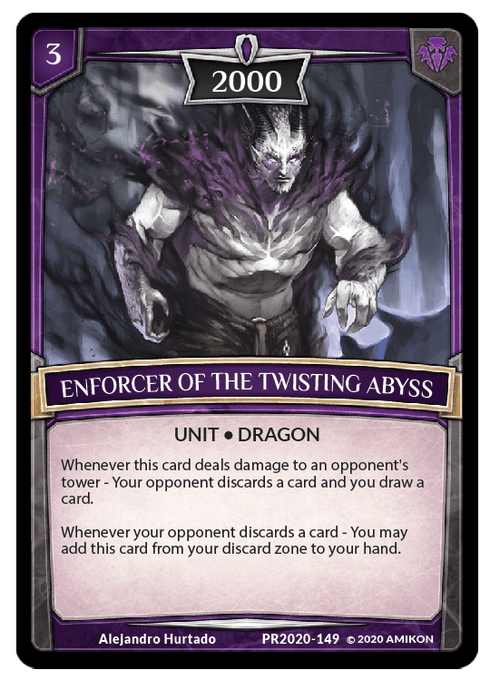 3
2000
ENFORCER OF THE TWISTING ABYSS
UNIT • DRAGON
Whenever this card deals damage to an opponent's
tower - Your opponent discards a card and you draw a
card.
Whenever your opponent discards a card - You may
add this card from your discard zone to your hand.
Alejandro Hurtado PR2020-149 © 2020 AMIKON